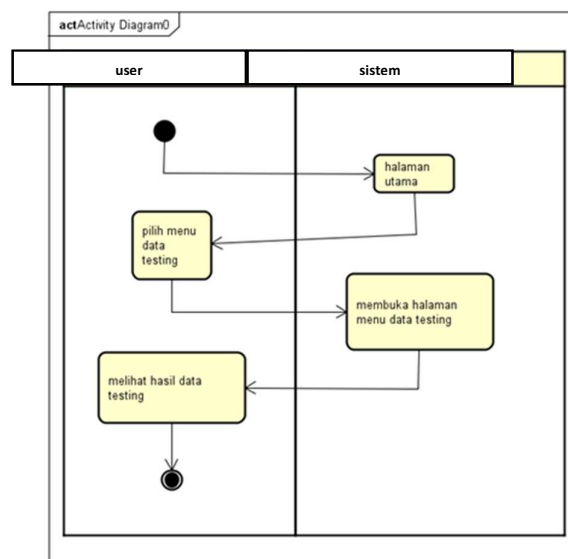 actActivity Diagram0
user
sistem
halaman
utama
pilih menu
data
testing
membuka halaman
menu data testing
melihat hasil data
testing